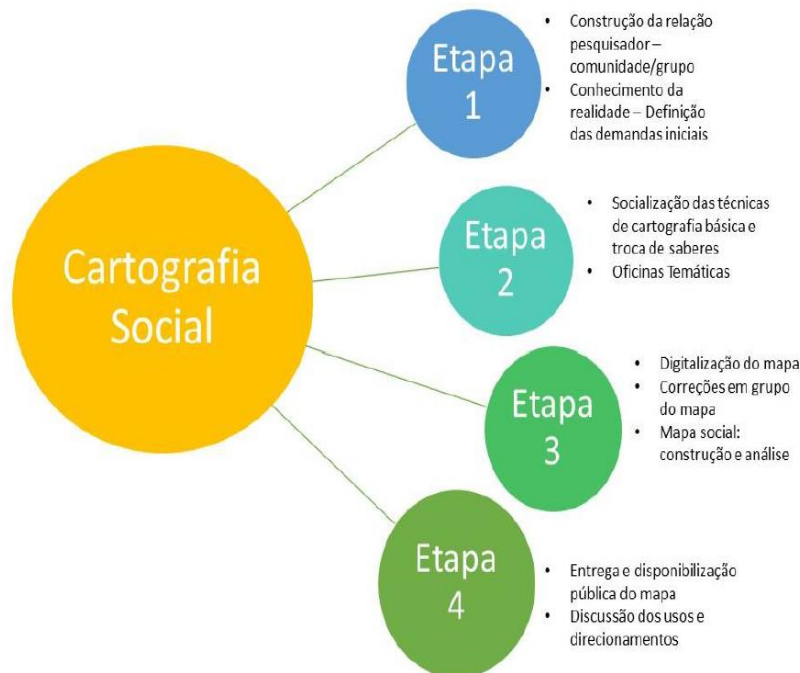 Cartografia
Social
Etapa
1
• Construção da relação
pesquisador –
comunidade/grupo
• Conhecimento da
realidade – Definição
das demandas iniciais
Etapa
2
• Socialização das técnicas
de cartografia básica e
troca de saberes
• Oficinas Temáticas
Etapa
3
• Digitalização do mapa
• Correções em grupo
do mapa
• Mapa social:
construção e análise
Etapa
4
• Entrega e disponibilização
pública do mapa
• Discussão dos usos e
direcionamentos